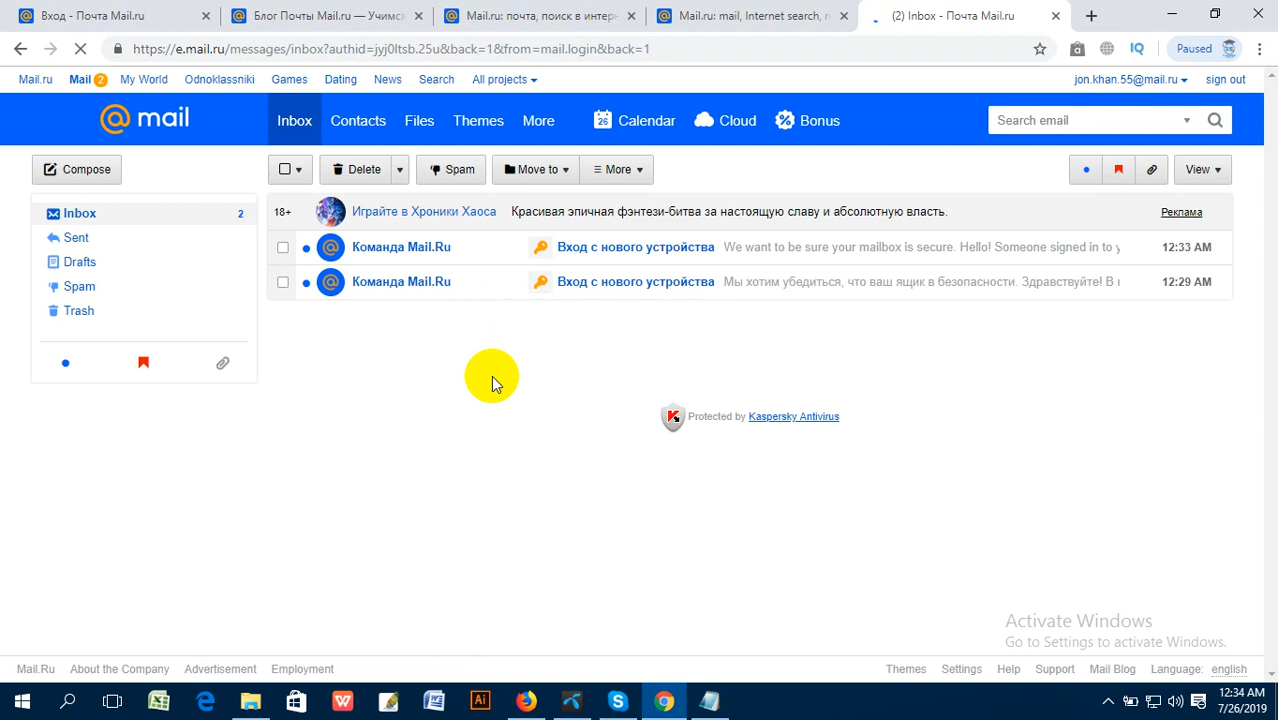 Вход - Почта Mail.ru
Блог Почты Mail.ru — Учимся
Mail.ru: почта, поиск в интерн
Mail.ru: mail, Internet search, n
(2) Inbox - Почта Mail.ru
https://e.mail.ru/messages/inbox?authid=jyj0ltsb.25u&back=1&from=mail.login&back=1
Paused
Mail.ru Mail 2 My World Odnoklassniki Games Dating News Search All projects
jon.khan.55@mail.ru sign out
@ mail
Inbox Contacts Files Themes More 26 Calendar Cloud Bonus
Search email
Compose
Delete Spam Move to More View
Inbox 2
Sent
Drafts
Spam
Trash
18+ Играйте в Хроники Хаоса Красивая эпичная фэнтези-битва за настоящую славу и абсолютную власть. Реклама
Команда Mail.Ru Вход с нового устройства We want to be sure your mailbox is secure. Hello! Someone signed in to y 12:33 AM
Команда Mail.Ru Вход с нового устройства Мы хотим убедиться, что ваш ящик в безопасности. Здравствуйте! В в 12:29 AM
Protected by Kaspersky Antivirus
Activate Windows
Go to Settings to activate Windows.
Mail.Ru About the Company Advertisement Employment
Themes Settings Help Support Mail Blog Language: english
12:34 AM
7/26/2019